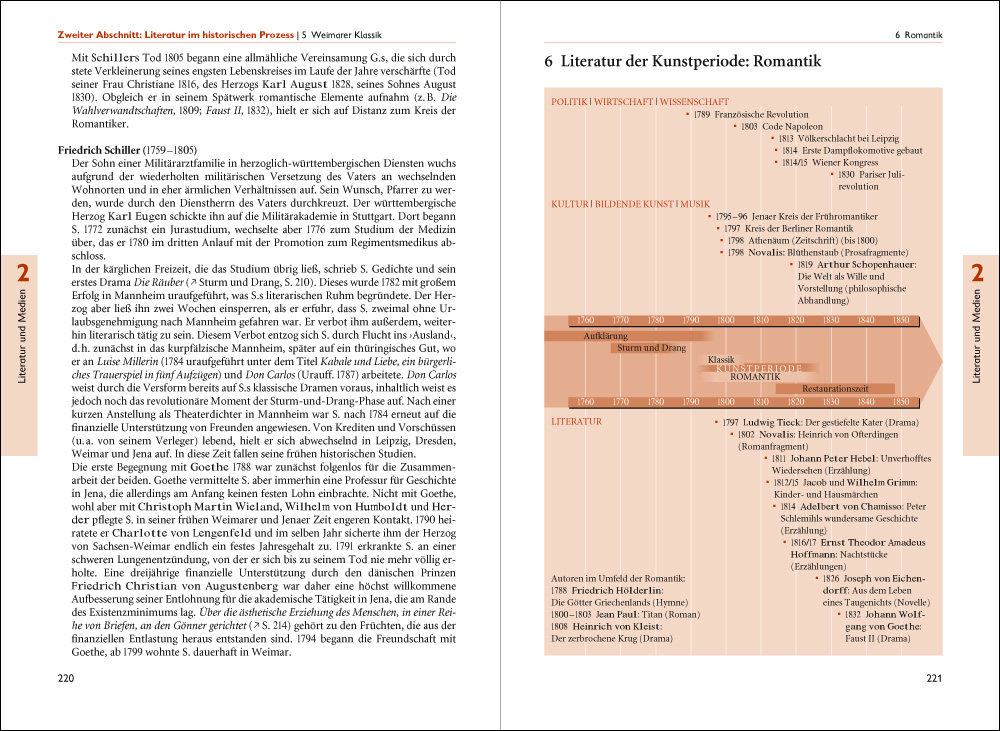 Zweiter Abschnitt: Literatur im historischen Prozess | 5 Weimarer Klassik
Mit Schillers Tod 1805 begann eine allmähliche Vereinsamung G.s, die sich durch
stete Verkleinerung seines engsten Lebenskreises im Laufe der Jahre verschärfte (Tod
seiner Frau Christiane 1816, des Herzogs Karl August 1828, seines Sohnes August
1830). Obgleich er in seinem Spätwerk romantische Elemente aufnahm (z. B. Die
Wahlverwandtschaften, 1809; Faust II, 1832), hielt er sich auf Distanz zum Kreis der
Romantiker.
Friedrich Schiller (1759–1805)
Der Sohn einer Militärarztfamilie in herzoglich-württembergischen Diensten wuchs
aufgrund der wiederholten militärischen Versetzung des Vaters an wechselnden
Wohnorten und in eher ärmlichen Verhältnissen auf. Sein Wunsch, Pfarrer zu wer-
den, wurde durch den Dienstherrn des Vaters durchkreuzt. Der württembergische
Herzog Karl Eugen schickte ihn auf die Militärakademie in Stuttgart. Dort begann
S. 1772 zunächst ein Jurastudium, wechselte aber 1776 zum Studium der Medizin
über, das er 1780 im dritten Anlauf mit der Promotion zum Regimentsmedikus ab-
schloss.
In der kärglichen Freizeit, die das Studium übrig ließ, schrieb S. Gedichte und sein
erstes Drama Die Räuber (↗ Sturm und Drang, S. 210). Dieses wurde 1782 mit großem
Erfolg in Mannheim uraufgeführt, was S.s literarischen Ruhm begründete. Der Her-
zog aber ließ ihn zwei Wochen einsperren, als er erfuhr, dass S. zweimal ohne Ur-
laubsgenehmigung nach Mannheim gefahren war. Er verbot ihm außerdem, weiter-
hin literarisch tätig zu sein. Diesem Verbot entzog sich S. durch Flucht ins ›Ausland‹,
d. h. zunächst in das kurpfälzische Mannheim, später auf ein thüringisches Gut, wo
er an Luise Millerin (1784 uraufgeführt unter dem Titel Kabale und Liebe, ein bürgerli-
ches Trauerspiel in fünf Aufzügen) und Don Carlos (Urauff. 1787) arbeitete. Don Carlos
weist durch die Versform bereits auf S.s klassische Dramen voraus, inhaltlich weist es
jedoch noch das revolutionäre Moment der Sturm-und-Drang-Phase auf. Nach einer
kurzen Anstellung als Theaterdichter in Mannheim war S. nach 1784 erneut auf die
finanzielle Unterstützung von Freunden angewiesen. Von Krediten und Vorschüssen
(u. a. von seinem Verleger) lebend, hielt er sich abwechselnd in Leipzig, Dresden,
Weimar und Jena auf. In diese Zeit fallen seine frühen historischen Studien.
Die erste Begegnung mit Goethe 1788 war zunächst folgenlos für die Zusammen-
arbeit der beiden. Goethe vermittelte S. aber immerhin eine Professur für Geschichte
in Jena, die allerdings am Anfang keinen festen Lohn einbrachte. Nicht mit Goethe,
wohl aber mit Christoph Martin Wieland, Wilhelm von Humboldt und Her-
der pflegte S. in seiner frühen Weimarer und Jenaer Zeit engeren Kontakt. 1790 hei-
ratete er Charlotte von Lengenfeld und im selben Jahr sicherte ihm der Herzog
von Sachsen-Weimar endlich ein festes Jahresgehalt zu. 1791 erkrankte S. an einer
schweren Lungenentzündung, von der er sich bis zu seinem Tod nie mehr völlig er-
holte. Eine dreijährige finanzielle Unterstützung durch den dänischen Prinzen
Friedrich Christian von Augustenberg war daher eine höchst willkommene
Aufbesserung seiner Entlohnung für die akademische Tätigkeit in Jena, die am Rande
des Existenzminimums lag. Über die ästhetische Erziehung des Menschen, in einer Rei-
he von Briefen, an den Gönner gerichtet (↗ S. 214) gehört zu den Früchten, die aus der
finanziellen Entlastung heraus entstanden sind. 1794 begann die Freundschaft mit
Goethe, ab 1799 wohnte S. dauerhaft in Weimar.
220
2
Literatur und Medien
6 Romantik
6 Literatur der Kunstperiode: Romantik
POLITIK | WIRTSCHAFT | WISSENSCHAFT
• 1789 Französische Revolution
• 1803 Code Napoleon
• 1813 Völkerschlacht bei Leipzig
• 1814 Erste Dampflokomotive gebaut
• 1814/15 Wiener Kongress
• 1830 Pariser Juli-
revolution
KULTUR | BILDENDE KUNST | MUSIK
• 1795–96 Jenaer Kreis der Frühromantiker
• 1797 Kreis der Berliner Romantik
• 1798 Athenäum (Zeitschrift) (bis 1800)
• 1798 Novalis: Blüthenstaub (Prosafragmente)
• 1819 Arthur Schopenhauer:
Die Welt als Wille und
Vorstellung (philosophische
Abhandlung)
1760 1770 1780 1790 1800 1810 1820 1830 1840 1850
Aufklärung
Sturm und Drang
Klassik
KUNSTPERIODE
ROMANTIK
Restaurationszeit
1760 1770 1780 1790 1800 1810 1820 1830 1840 1850
LITERATUR
• 1797 Ludwig Tieck: Der gestiefelte Kater (Drama)
• 1802 Novalis: Heinrich von Ofterdingen
(Romanfragment)
• 1811 Johann Peter Hebel: Unverhofftes
Wiedersehen (Erzählung)
• 1812/15 Jacob und Wilhelm Grimm:
Kinder- und Hausmärchen
• 1814 Adelbert von Chamisso: Peter
Schlemihls wundersame Geschichte
(Erzählung)
• 1816/17 Ernst Theodor Amadeus
Hoffmann: Nachtstücke
(Erzählungen)
• 1826 Joseph von Eichen-
dorff: Aus dem Leben
eines Taugenichts (Novelle)
• 1832 Johann Wolf-
gang von Goethe:
Faust II (Drama)
Autoren im Umfeld der Romantik:
1788 Friedrich Hölderlin:
Die Götter Griechenlands (Hymne)
1800–1803 Jean Paul: Titan (Roman)
1808 Heinrich von Kleist:
Der zerbrochene Krug (Drama)
221
2
Literatur und Medien